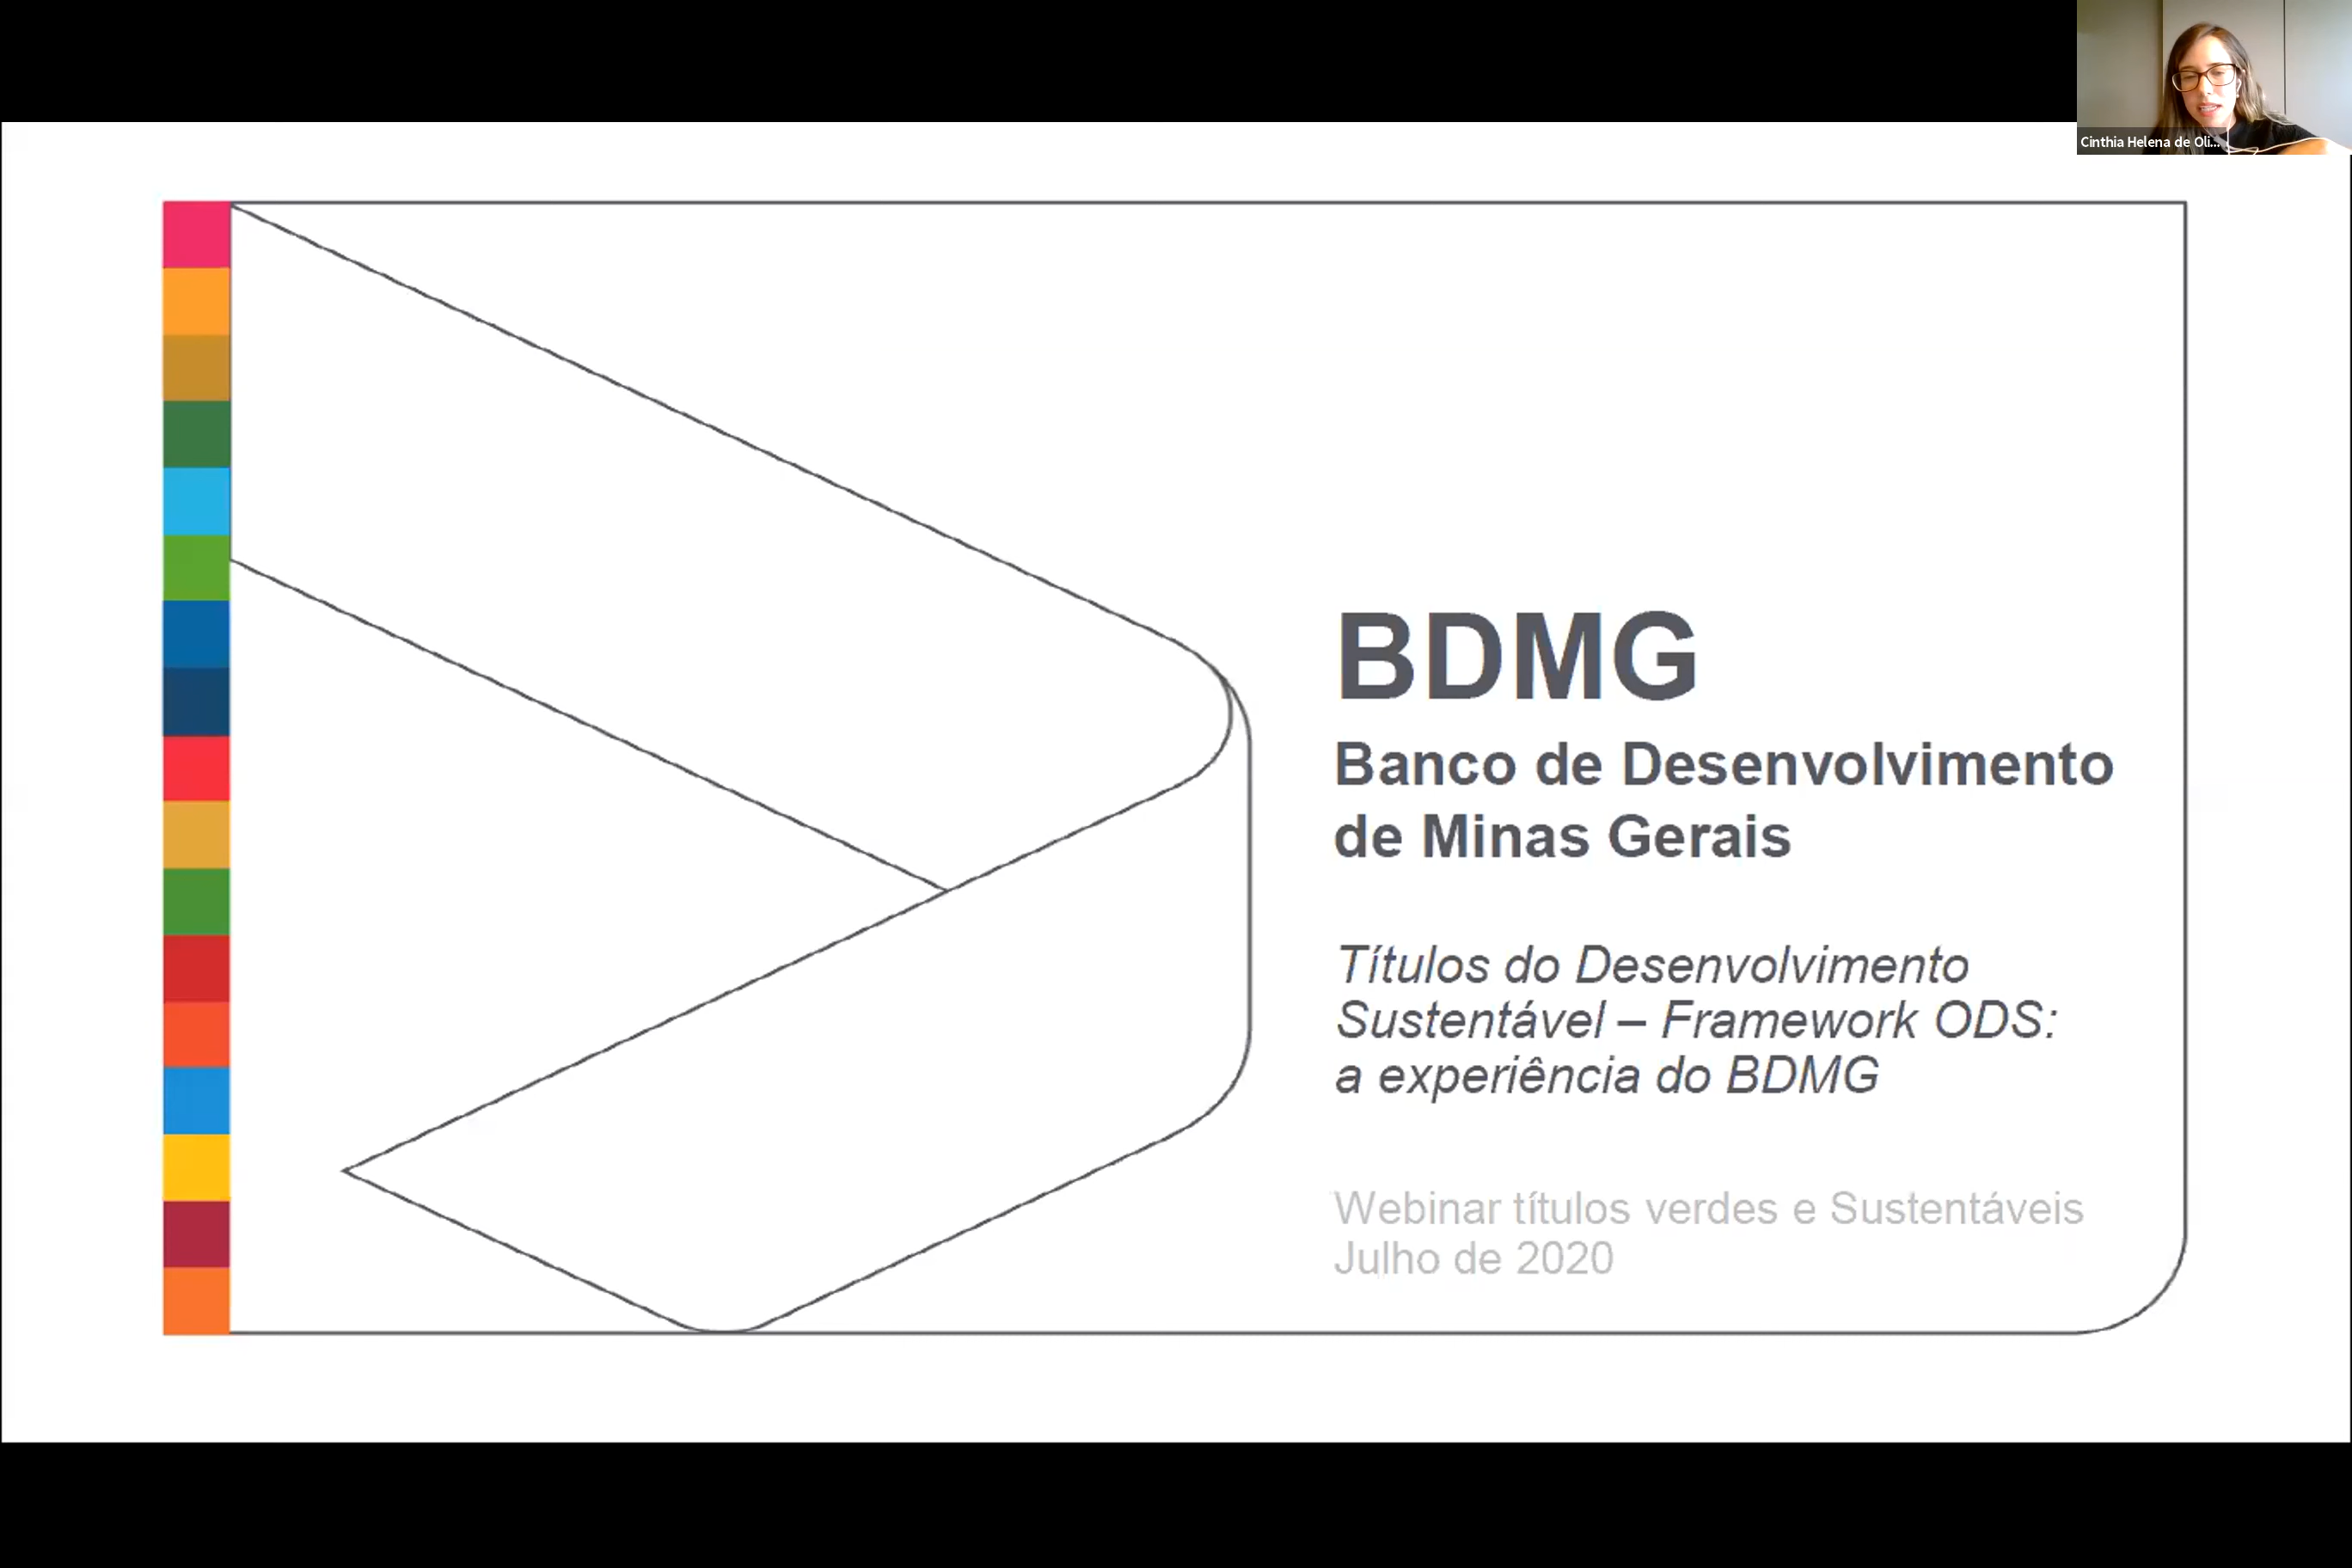 Cinthia Helena de Oli...
BDMG
Banco de Desenvolvimento
de Minas Gerais
Títulos do Desenvolvimento
Sustentável – Framework ODS:
a experiência do BDMG
Webinar títulos verdes e Sustentáveis
Julho de 2020